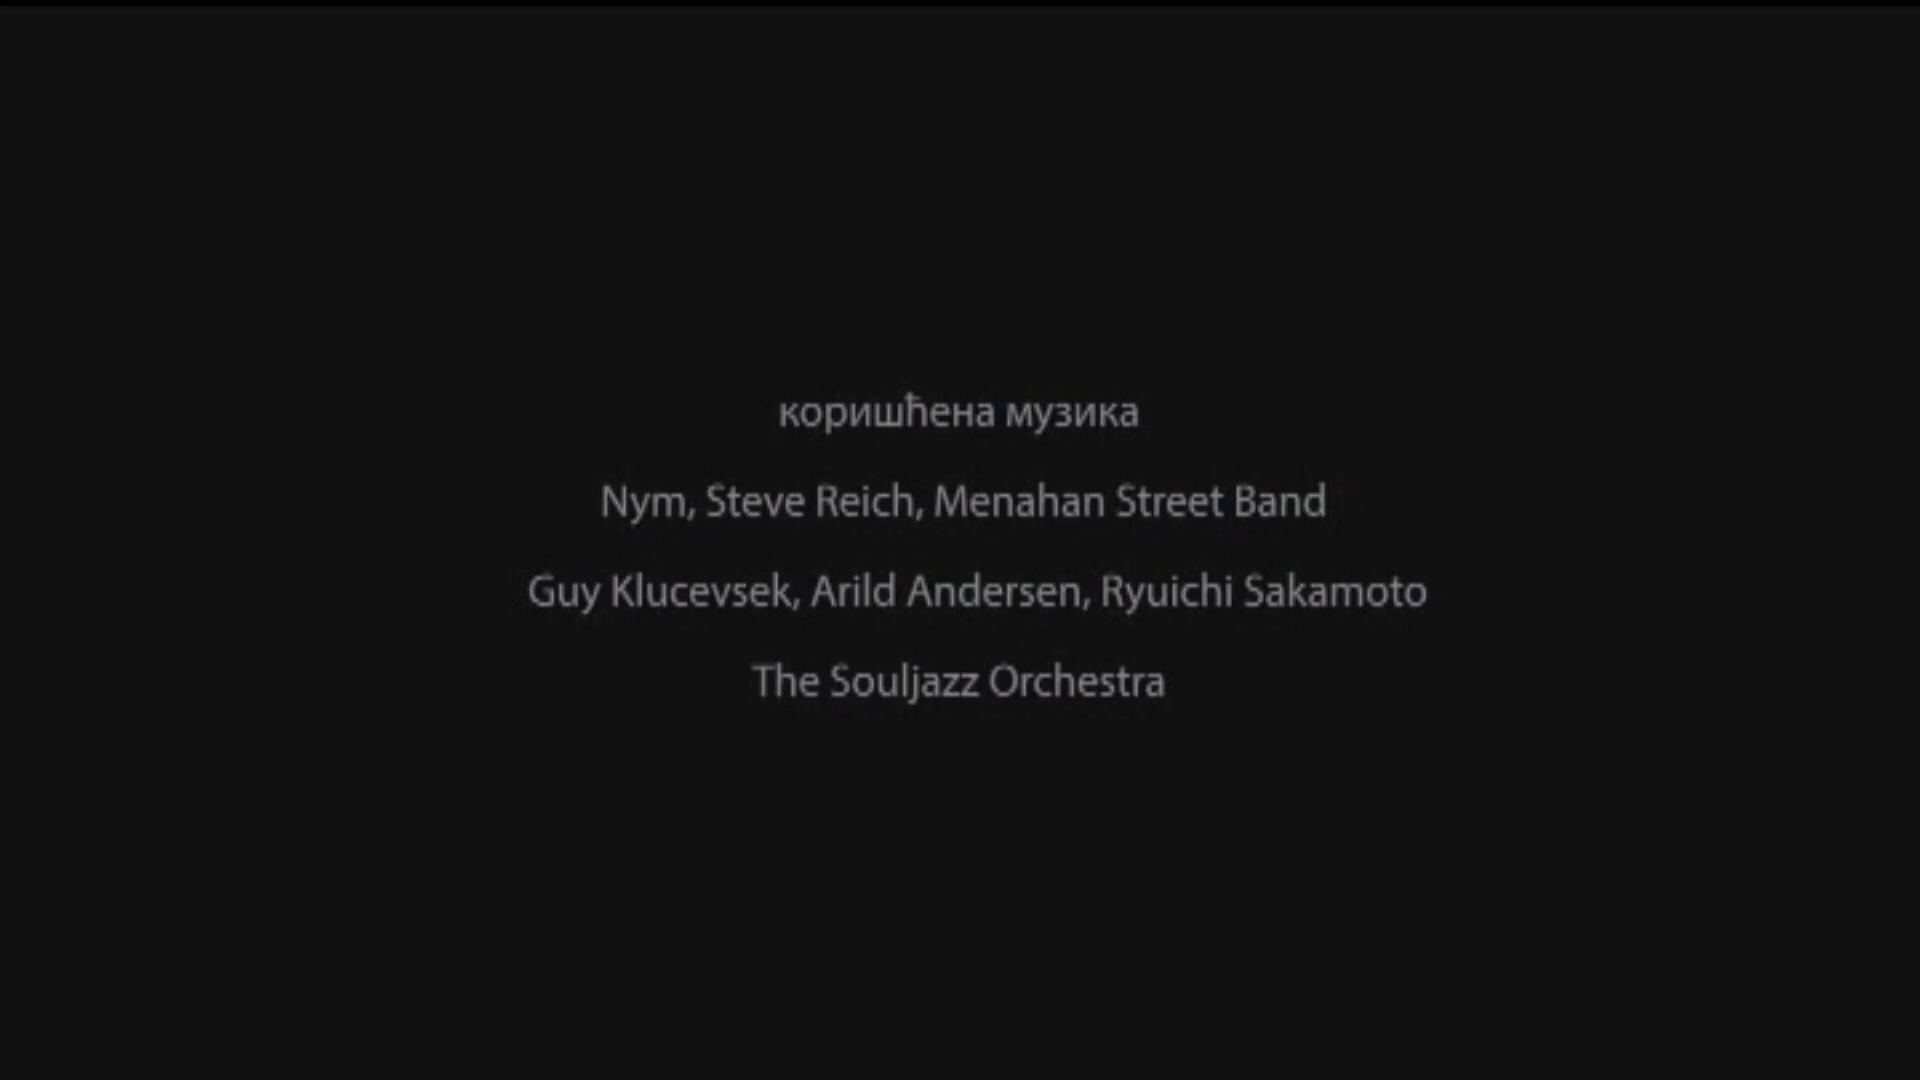 коришћена музика
Nym, Steve Reich, Menahan Street Band
Guy Klucevsek, Arild Andersen, Ryuichi Sakamoto
The Souljazz Orchestra